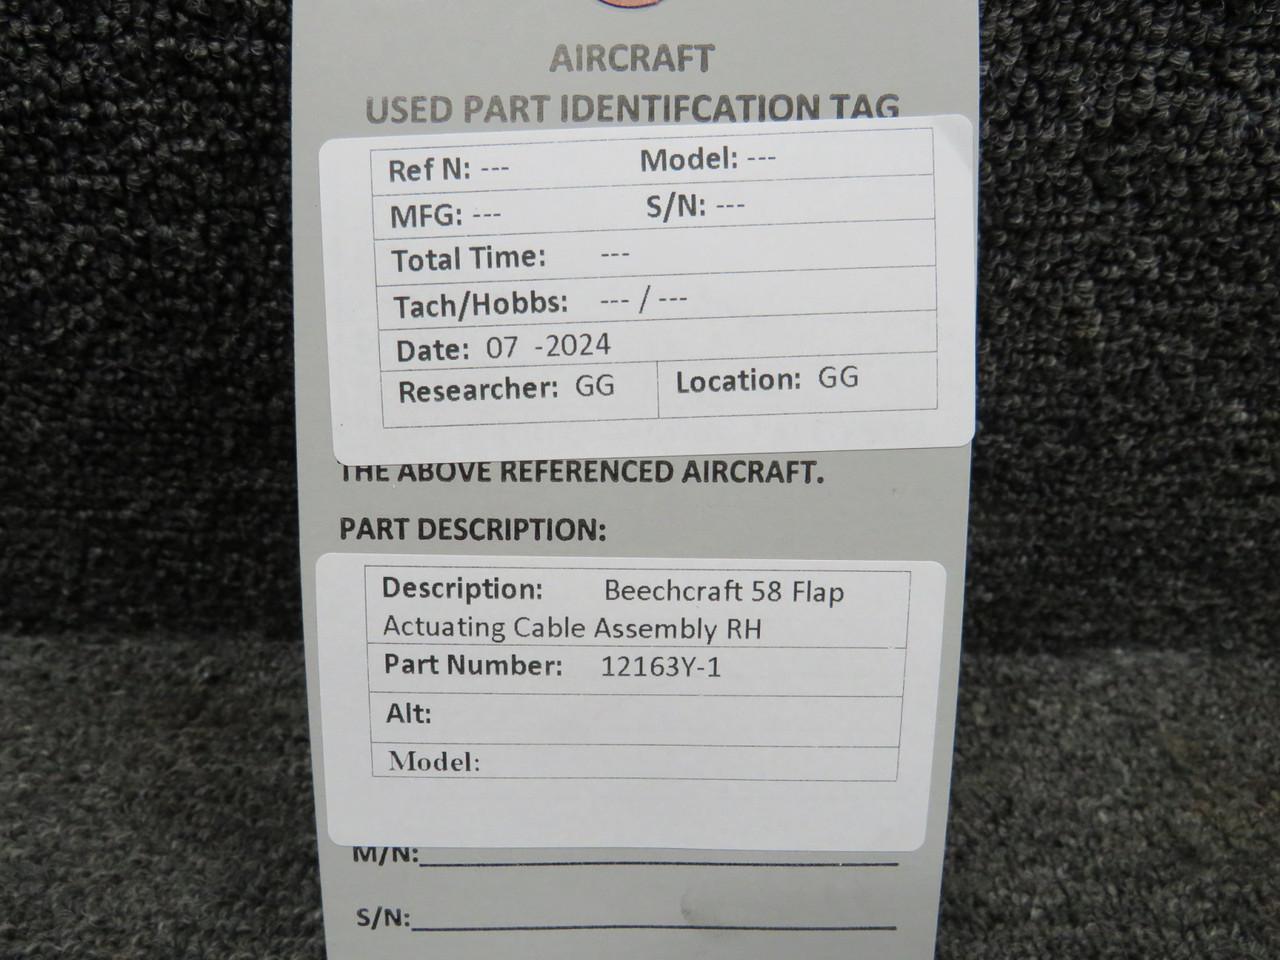 AIRCRAFT
USED PART IDENTIFCATION TAG
Ref N: --- Model: ---
MFG: --- S/N: ---
Total Time: ---
Tach/Hobbs: --- / ---
Date: 07 -2024
Researcher: GG Location: GG
THE ABOVE REFERENCED AIRCRAFT.
PART DESCRIPTION:
Description: Beechcraft 58 Flap
Actuating Cable Assembly RH
Part Number: 12163Y-1
Alt:
Model:
M/N:
S/N: